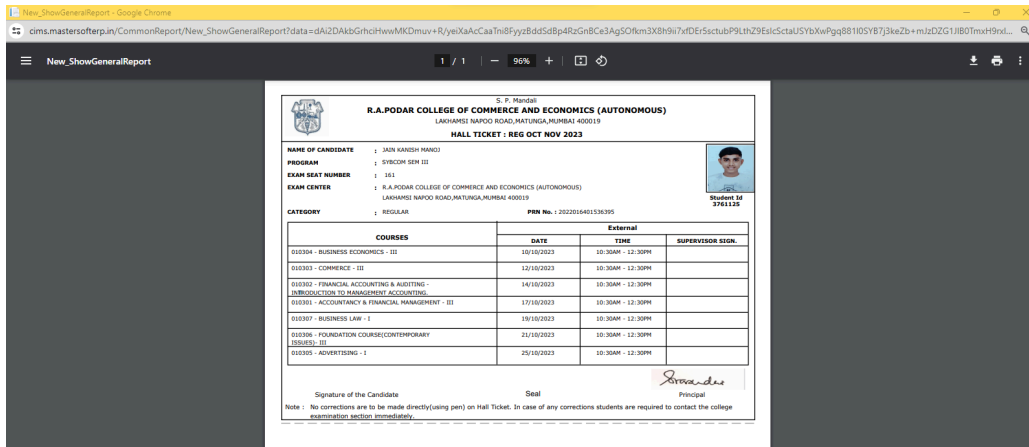 New_ShowGeneralReport - Google Chrome
New_ShowGeneralReport
1 / 1
96%
S. P. Mandali
R.A.PODAR COLLEGE OF COMMERCE AND ECONOMICS (AUTONOMOUS)
LAKHAMSI NAPOO ROAD,MATUNGA,MUMBAI 400019
HALL TICKET : REG OCT NOV 2023
NAME OF CANDIDATE : JAIN KANISH MANOJ
PROGRAM : SYBCOM SEM III
EXAM SEAT NUMBER : 161
EXAM CENTER : R.A.PODAR COLLEGE OF COMMERCE AND ECONOMICS (AUTONOMOUS)
LAKHAMSI NAPOO ROAD,MATUNGA,MUMBAI 400019
Student Id
3761125
CATEGORY : REGULAR PRN No. : 2022016401536395
COURSES External
DATE TIME SUPERVISOR SIGN.
010304 - BUSINESS ECONOMICS - III 10/10/2023 10:30AM - 12:30PM
010303 - COMMERCE - III 12/10/2023 10:30AM - 12:30PM
010302 - FINANCIAL ACCOUNTING & AUDITING - 14/10/2023 10:30AM - 12:30PM
INTRODUCTION TO MANAGEMENT ACCOUNTING.
010301 - ACCOUNTANCY & FINANCIAL MANAGEMENT - III 17/10/2023 10:30AM - 12:30PM
010307 - BUSINESS LAW - I 19/10/2023 10:30AM - 12:30PM
010306 - FOUNDATION COURSE(CONTEMPORARY 21/10/2023 10:30AM - 12:30PM
ISSUES)- III
010305 - ADVERTISING - I 25/10/2023 10:30AM - 12:30PM
Signature of the Candidate Seal Principal
Note : No corrections are to be made directly(using pen) on Hall Ticket. In case of any corrections students are required to contact the college
examination section immediately.